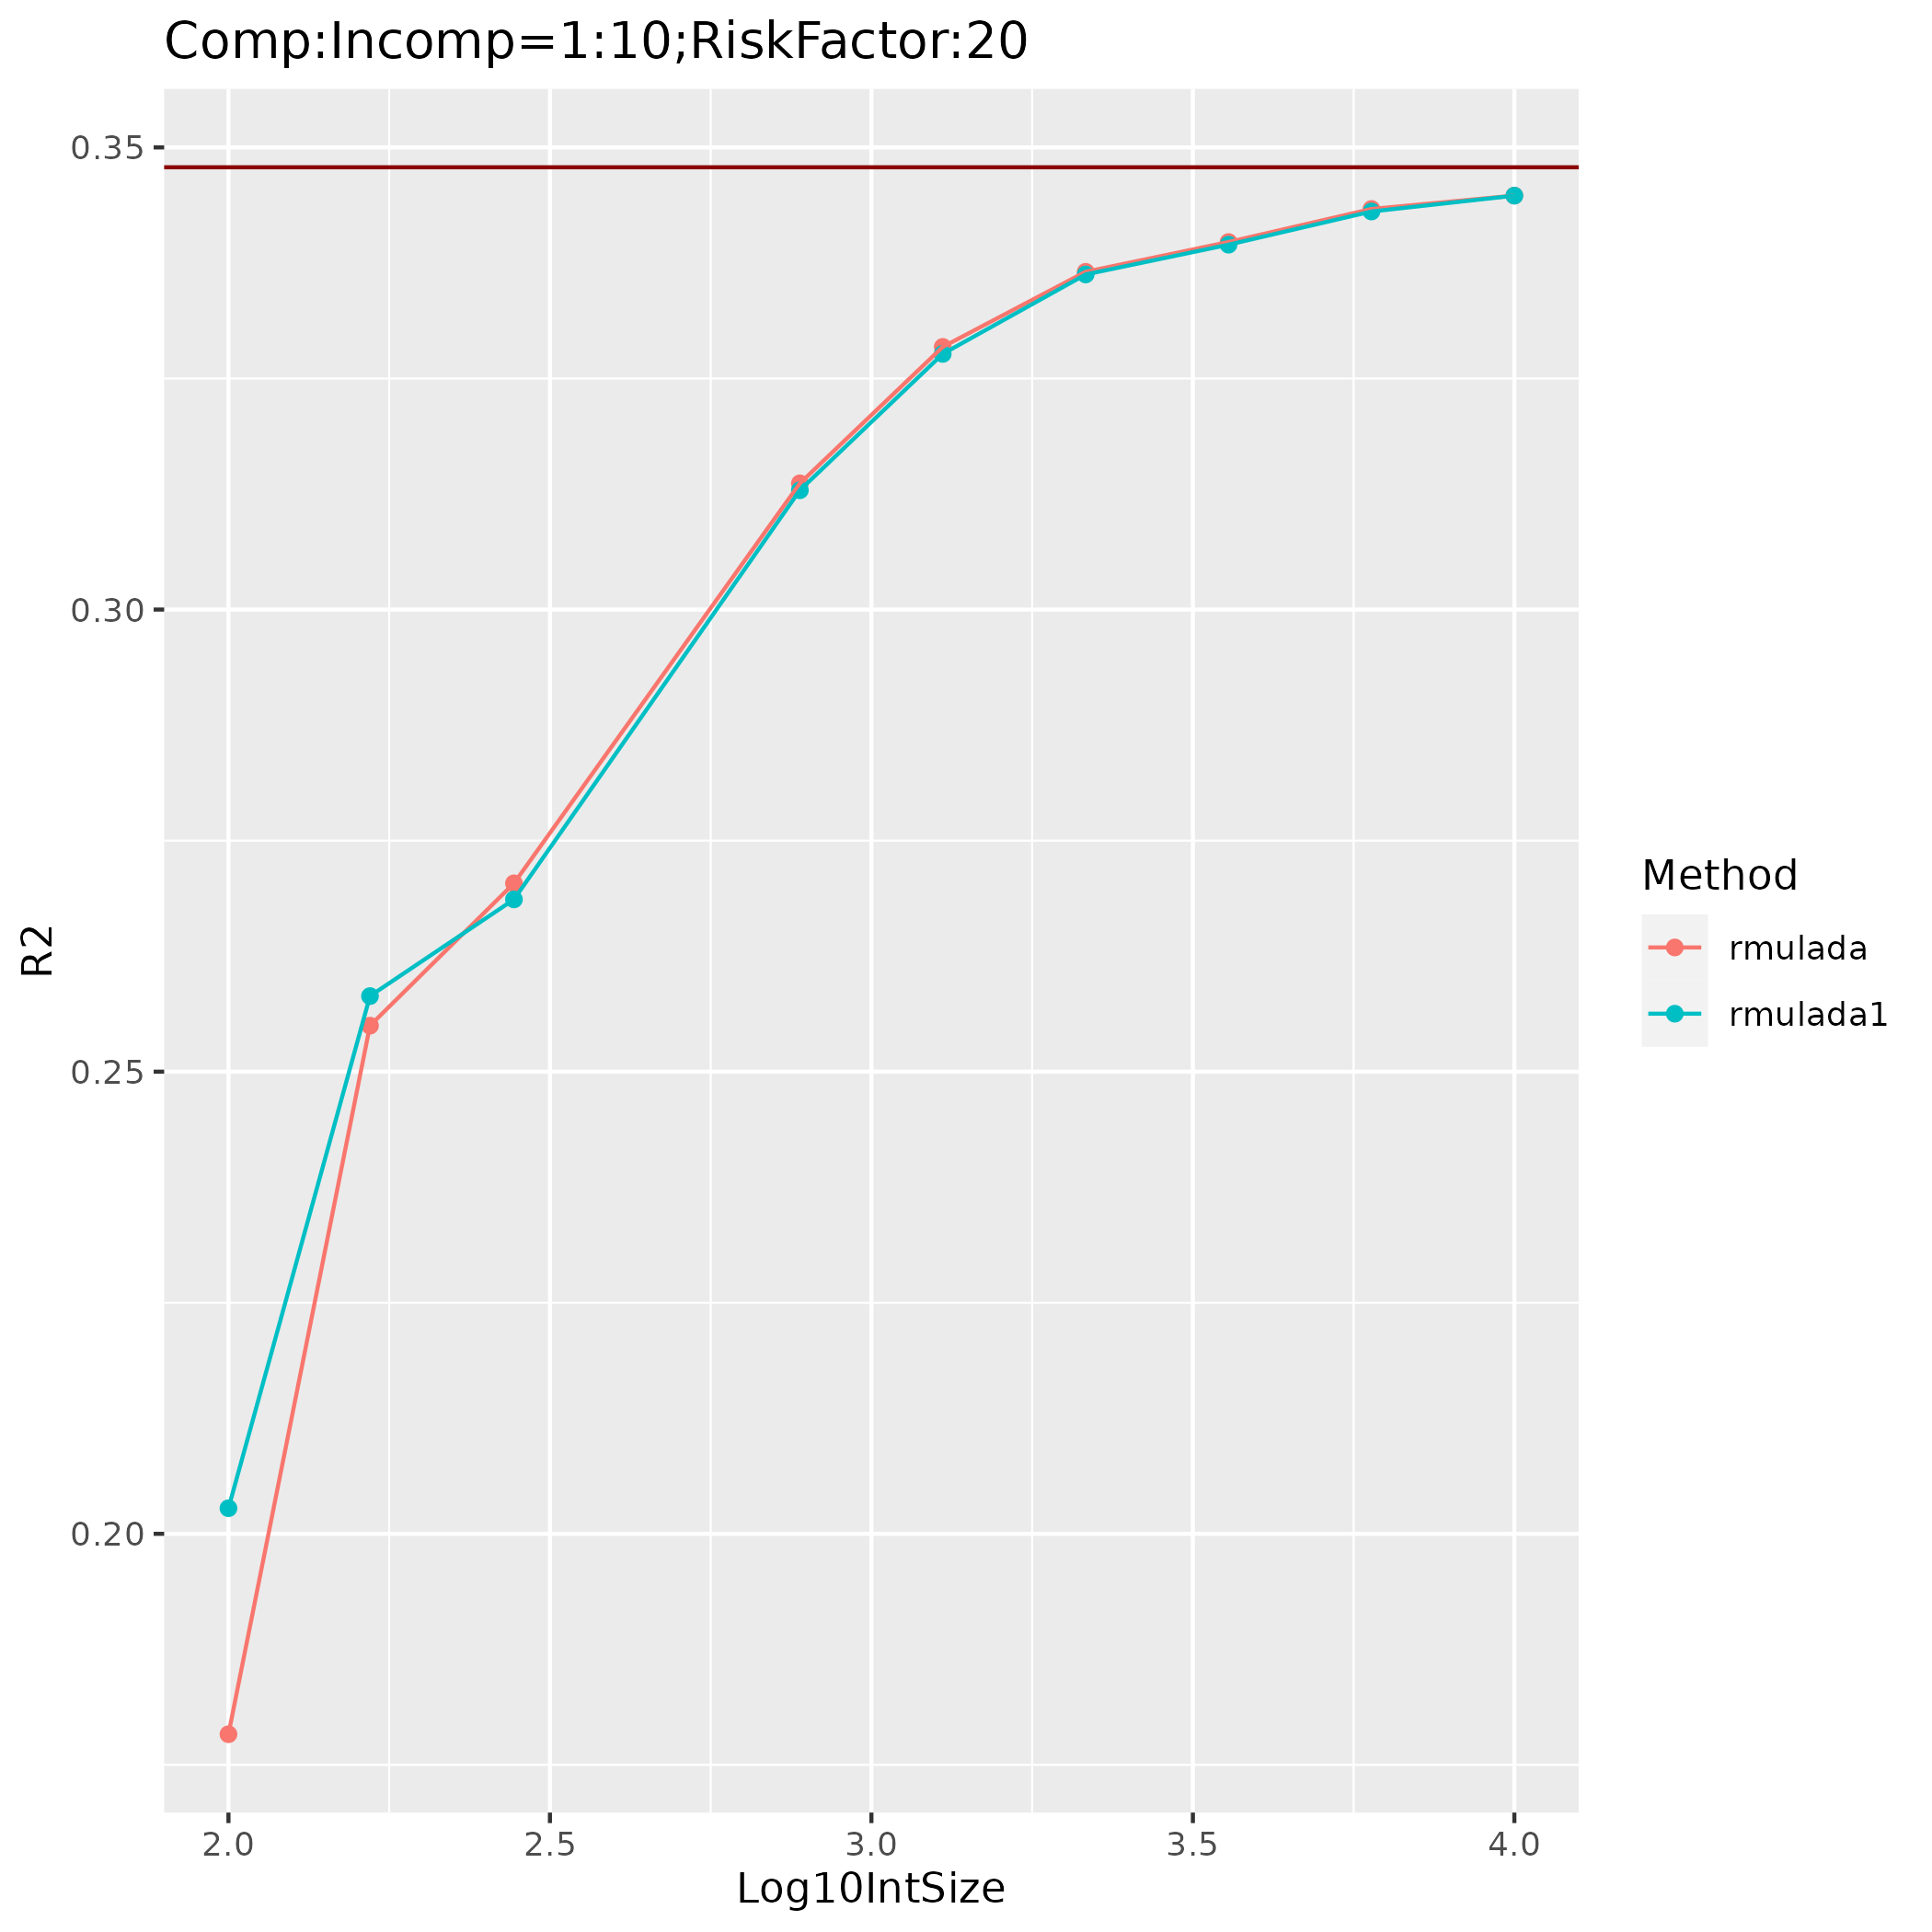 Comp:Incomp=1:10;RiskFactor:20
0.35
0.30
0.25
0.20
R2
2.0 2.5 3.0 3.5 4.0
Log10IntSize
Method
rmulada
rmulada1